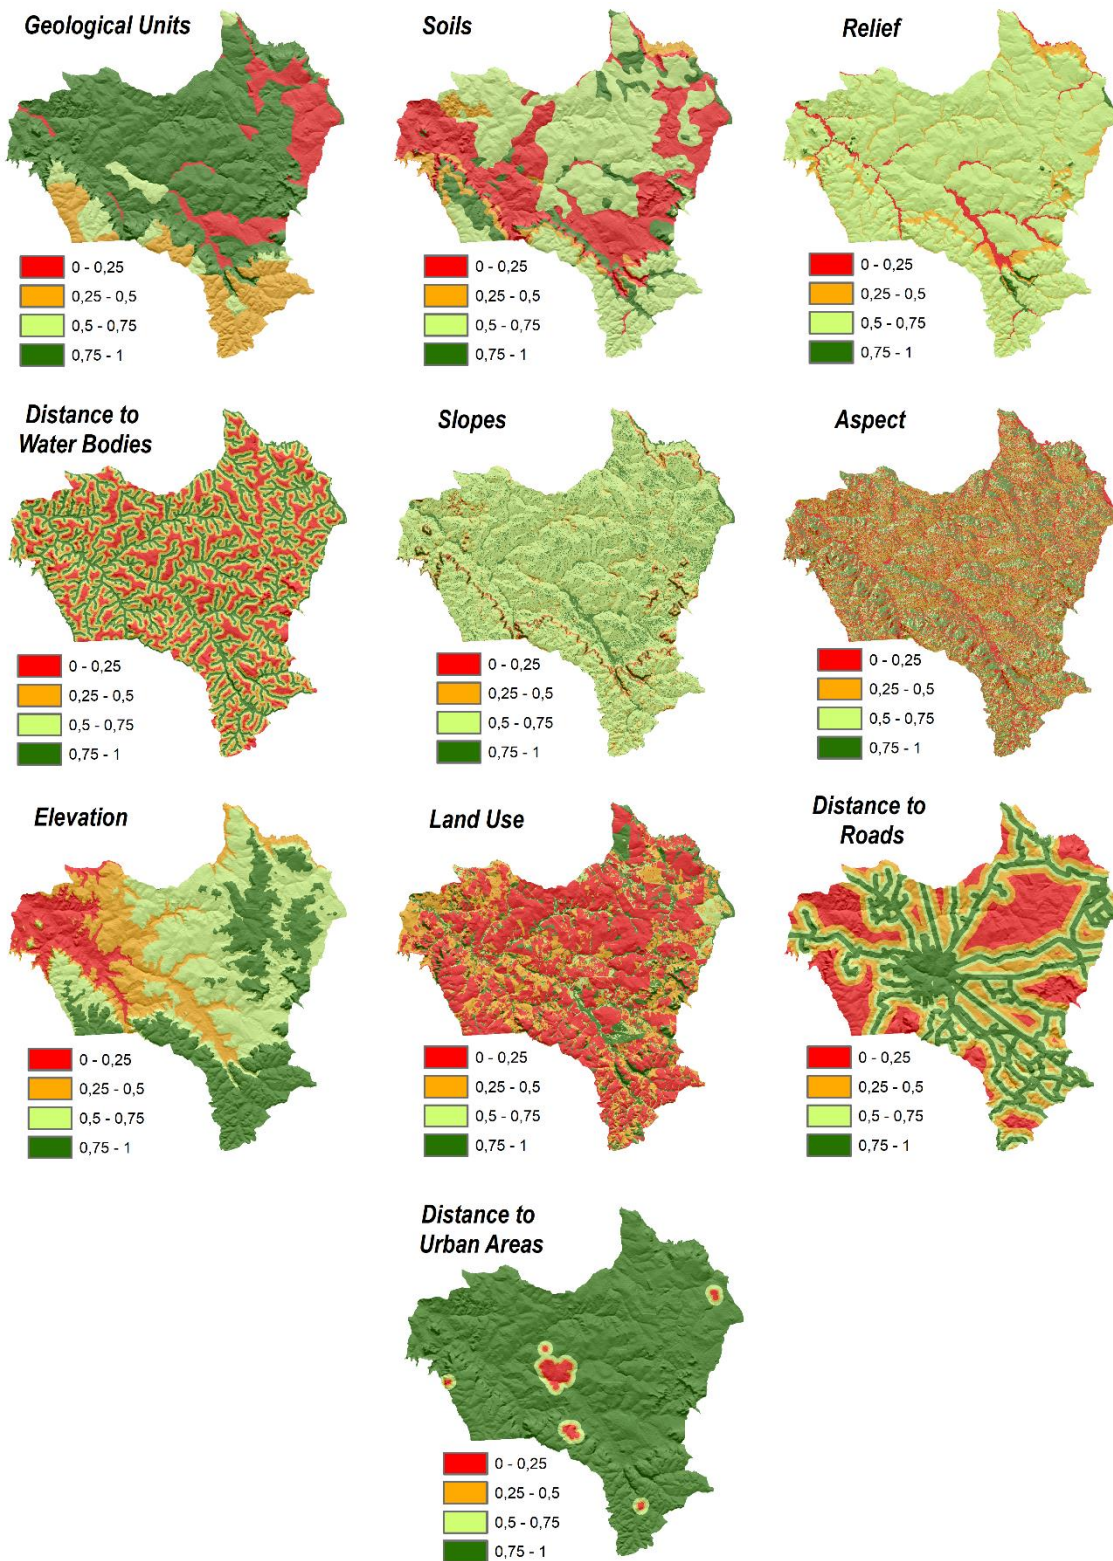 Geological Units
0 - 0,25
0,25 - 0,5
0,5 - 0,75
0,75 - 1
Soils
0 - 0,25
0,25 - 0,5
0,5 - 0,75
0,75 - 1
Relief
0 - 0,25
0,25 - 0,5
0,5 - 0,75
0,75 - 1
Distance to
Water Bodies
0 - 0,25
0,25 - 0,5
0,5 - 0,75
0,75 - 1
Slopes
0 - 0,25
0,25 - 0,5
0,5 - 0,75
0,75 - 1
Aspect
0 - 0,25
0,25 - 0,5
0,5 - 0,75
0,75 - 1
Elevation
0 - 0,25
0,25 - 0,5
0,5 - 0,75
0,75 - 1
Land Use
0 - 0,25
0,25 - 0,5
0,5 - 0,75
0,75 - 1
Distance to
Roads
0 - 0,25
0,25 - 0,5
0,5 - 0,75
0,75 - 1
Distance to
Urban Areas
0 - 0,25
0,25 - 0,5
0,5 - 0,75
0,75 - 1